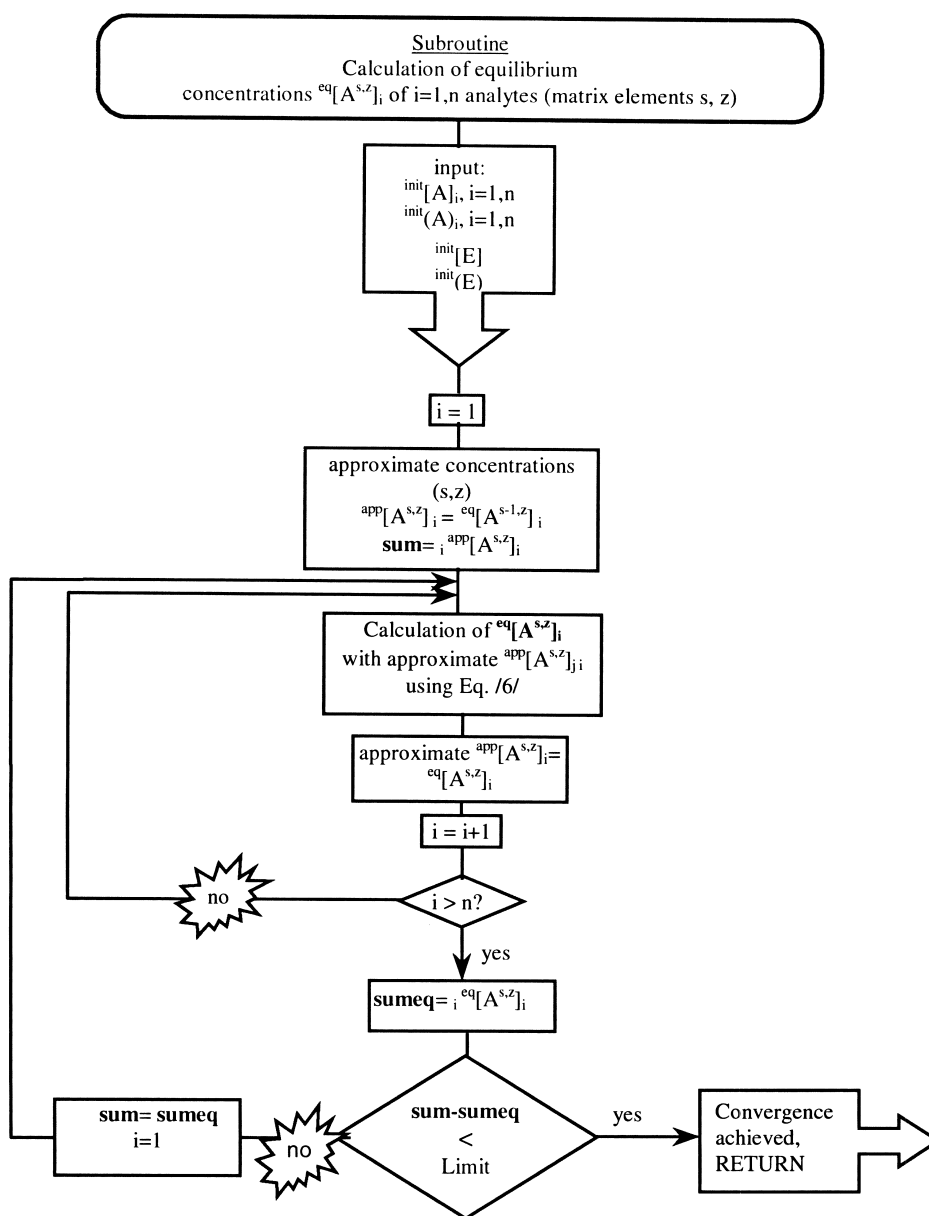 Subroutine
Calculation of equilibrium
concentrations ᵉq[Aˢ,ᶻ]ᵢ of i=1,n analytes (matrix elements s, z)
input:
init[A]i, i=1,n
init(A)i, i=1,n
init[E]
init(E)
i = 1
approximate concentrations
(s,z)
app[As,z] i = eq[As-1,z] i
sum= i app[As,z]i
Calculation of eq[As,z]i
with approximate app[As,z]j i
using Eq. /6/
approximate app[As,z]i=
eq[As,z]i
i = i+1
no
i > n?
yes
sumeq= i eq[As,z]i
sum= sumeq
i=1
no
sum-sumeq
<
Limit
yes
Convergence
achieved,
RETURN